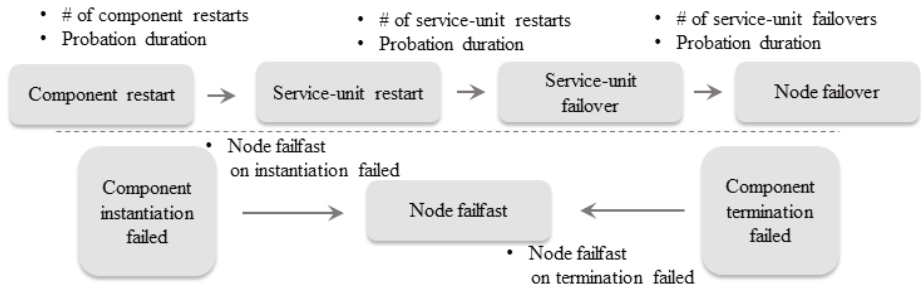 • # of component restarts
• Probation duration
• # of service-unit restarts
• Probation duration
• # of service-unit failovers
• Probation duration
Component restart
Service-unit restart
Service-unit
failover
Node failover
• Node failfast
on instantiation failed
Component
instantiation
failed
Node failfast
Component
termination
failed
• Node failfast
on termination failed